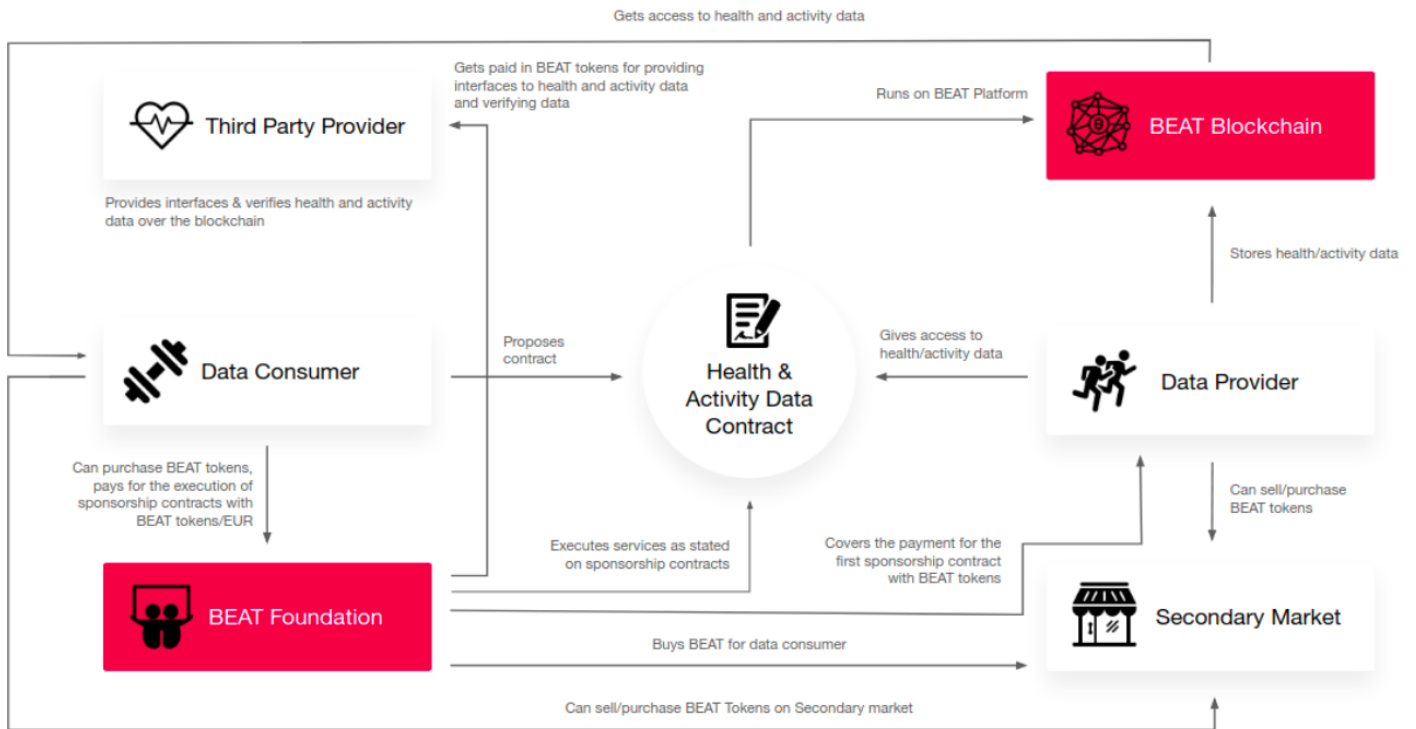 Gets access to health and activity data
Gets paid in BEAT tokens for providing
interfaces to health and activity data
and verifying data
Runs on BEAT Platform
Third Party Provider
BEAT Blockchain
Provides interfaces & verifies health and activity
data over the blockchain
Stores health/activity data
Proposes
contract
Gives access to
health/activity data
Data Consumer
Health &
Activity Data
Contract
Data Provider
Can purchase BEAT tokens,
pays for the execution of
sponsorship contracts with
BEAT tokens/EUR
Can sell/purchase
BEAT tokens
Executes services as stated
on sponsorship contracts
Covers the payment for the
first sponsorship contract
with BEAT tokens
BEAT Foundation
Secondary Market
Buys BEAT for data consumer
Can sell/purchase BEAT Tokens on Secondary market